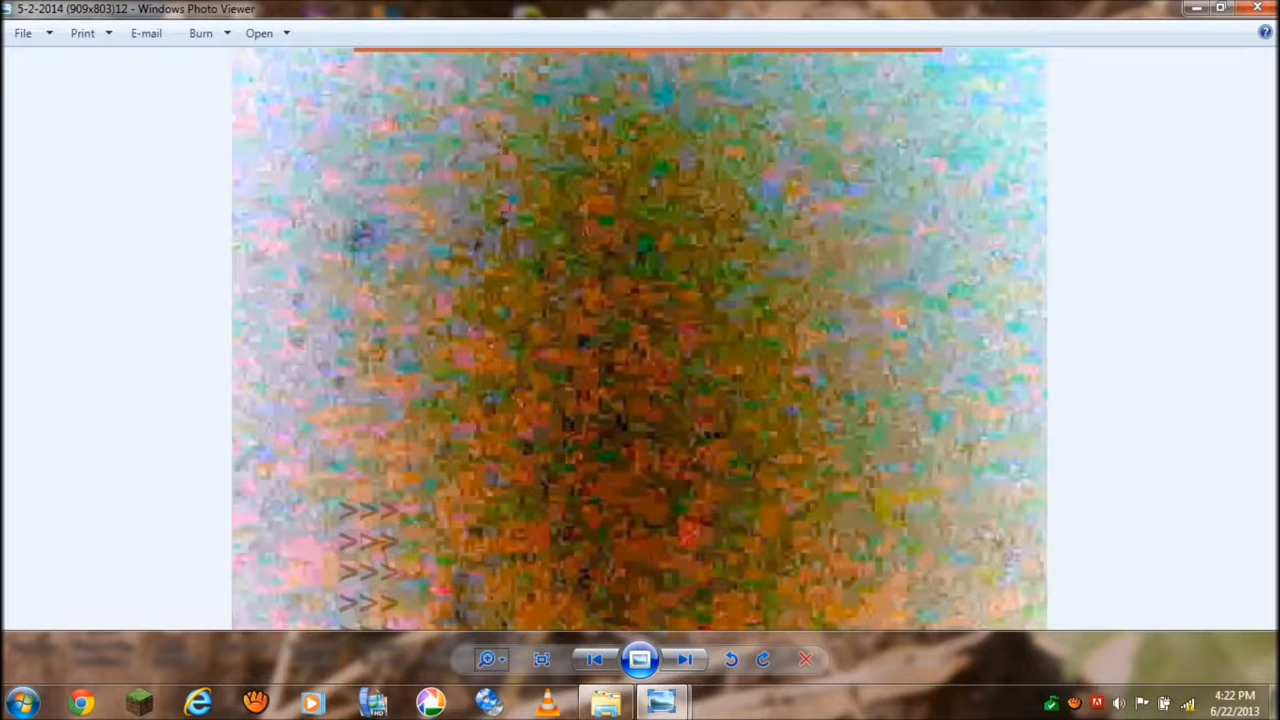 5-2-2014 (909x803)12 - Windows Photo Viewer
File Print E-mail Burn Open
>>>
>>>
>>>
>>>
HD
4:22 PM
6/22/2013